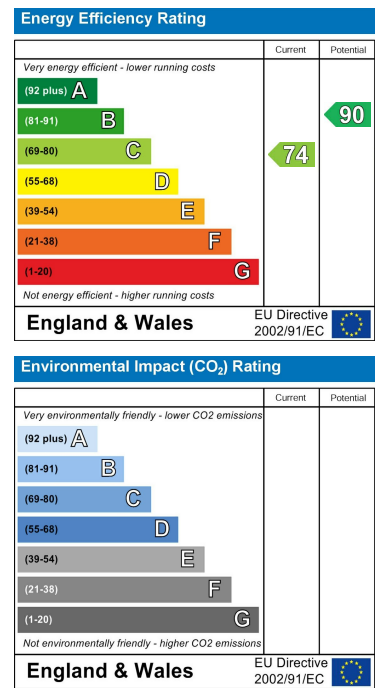 Energy Efficiency Rating
Current Potential
Very energy efficient - lower running costs
(92 plus) A
(81-91) B
90
(69-80) C
74
(55-68) D
(39-54) E
(21-38) F
(1-20) G
Not energy efficient - higher running costs
England & Wales
EU Directive
2002/91/EC
Environmental Impact (CO₂) Rating
Current Potential
Very environmentally friendly - lower CO2 emissions
(92 plus) A
(81-91) B
(69-80) C
(55-68) D
(39-54) E
(21-38) F
(1-20) G
Not environmentally friendly - higher CO2 emissions
England & Wales
EU Directive
2002/91/EC